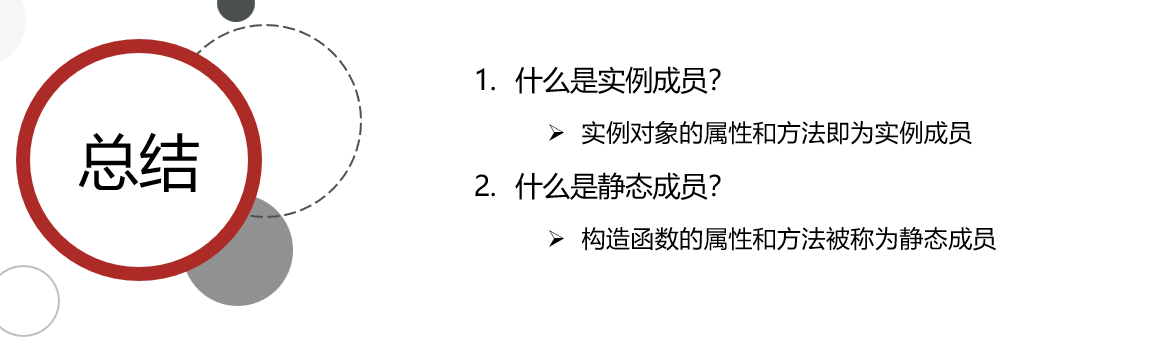 总结
1. 什么是实例成员？
➢ 实例对象的属性和方法即为实例成员
2. 什么是静态成员？
➢ 构造函数的属性和方法被称为静态成员